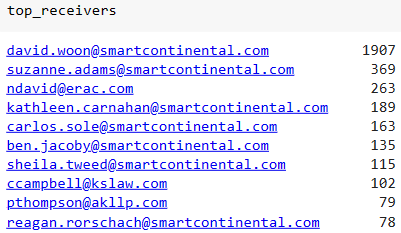 top_receivers
david.woon@smartcontinental.com 1907
suzanne.adams@smartcontinental.com 369
ndavid@erac.com 263
kathleen.carnahan@smartcontinental.com 189
carlos.sole@smartcontinental.com 163
ben.jacoby@smartcontinental.com 135
sheila.tweed@smartcontinental.com 115
ccampbell@kslaw.com 102
pthompson@akllp.com 79
reagan.rorschach@smartcontinental.com 78